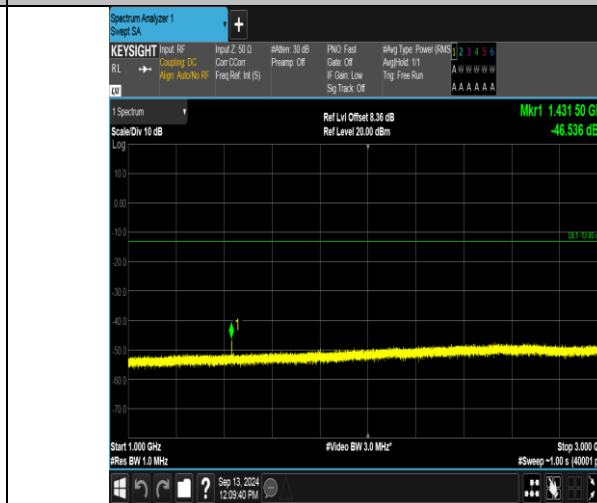 Spectrum Analyzer 1
Swept SA
+
KEYSIGHT
RL
Input: RF
Coupling: DC
Align: Auto/No RF
Input Z: 50 Ω
Corr CCorr
Freq Ref: Int (S)
#Atten: 30 dB
Preamp: Off
PNO: Fast
Gate: Off
IF Gain: Low
Sig Track: Off
#Avg Type: Power (RMS
Avg|Hold: 1/1
Trig: Free Run
1 2 3 4 5 6
A W W W W W
A A A A A A
1 Spectrum
Scale/Div 10 dB
Ref Lvl Offset 8.36 dB
Ref Level 20.00 dBm
Mkr1 1.431 50 G
-46.536 dB
Log
10.0
0.00
-10.0
-20.0
-30.0
-40.0
-50.0
-60.0
-70.0
1
Start 1.000 GHz
#Res BW 1.0 MHz
#Video BW 3.0 MHz*
Stop 3.000 G
#Sweep ~1.00 s (40001 p
?
Sep 13, 2024
12:09:40 PM